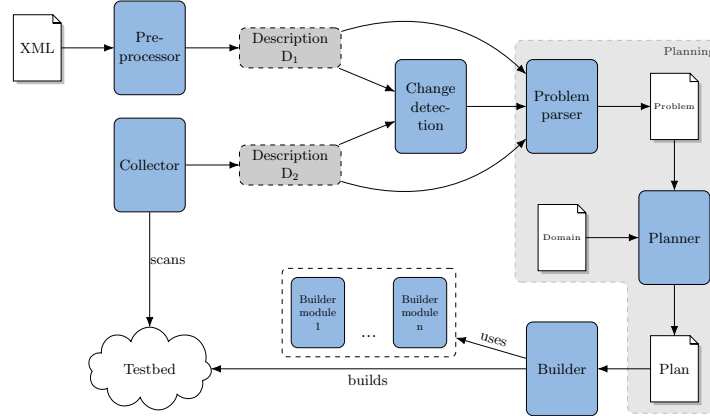 XML
Pre-
processor
Description
D1
Change
detec-
tion
Problem
parser
Planning
Problem
Collector
Description
D2
Domain
Planner
scans
Builder
module
1
...
Builder
module
n
uses
Testbed
builds
Builder
Plan